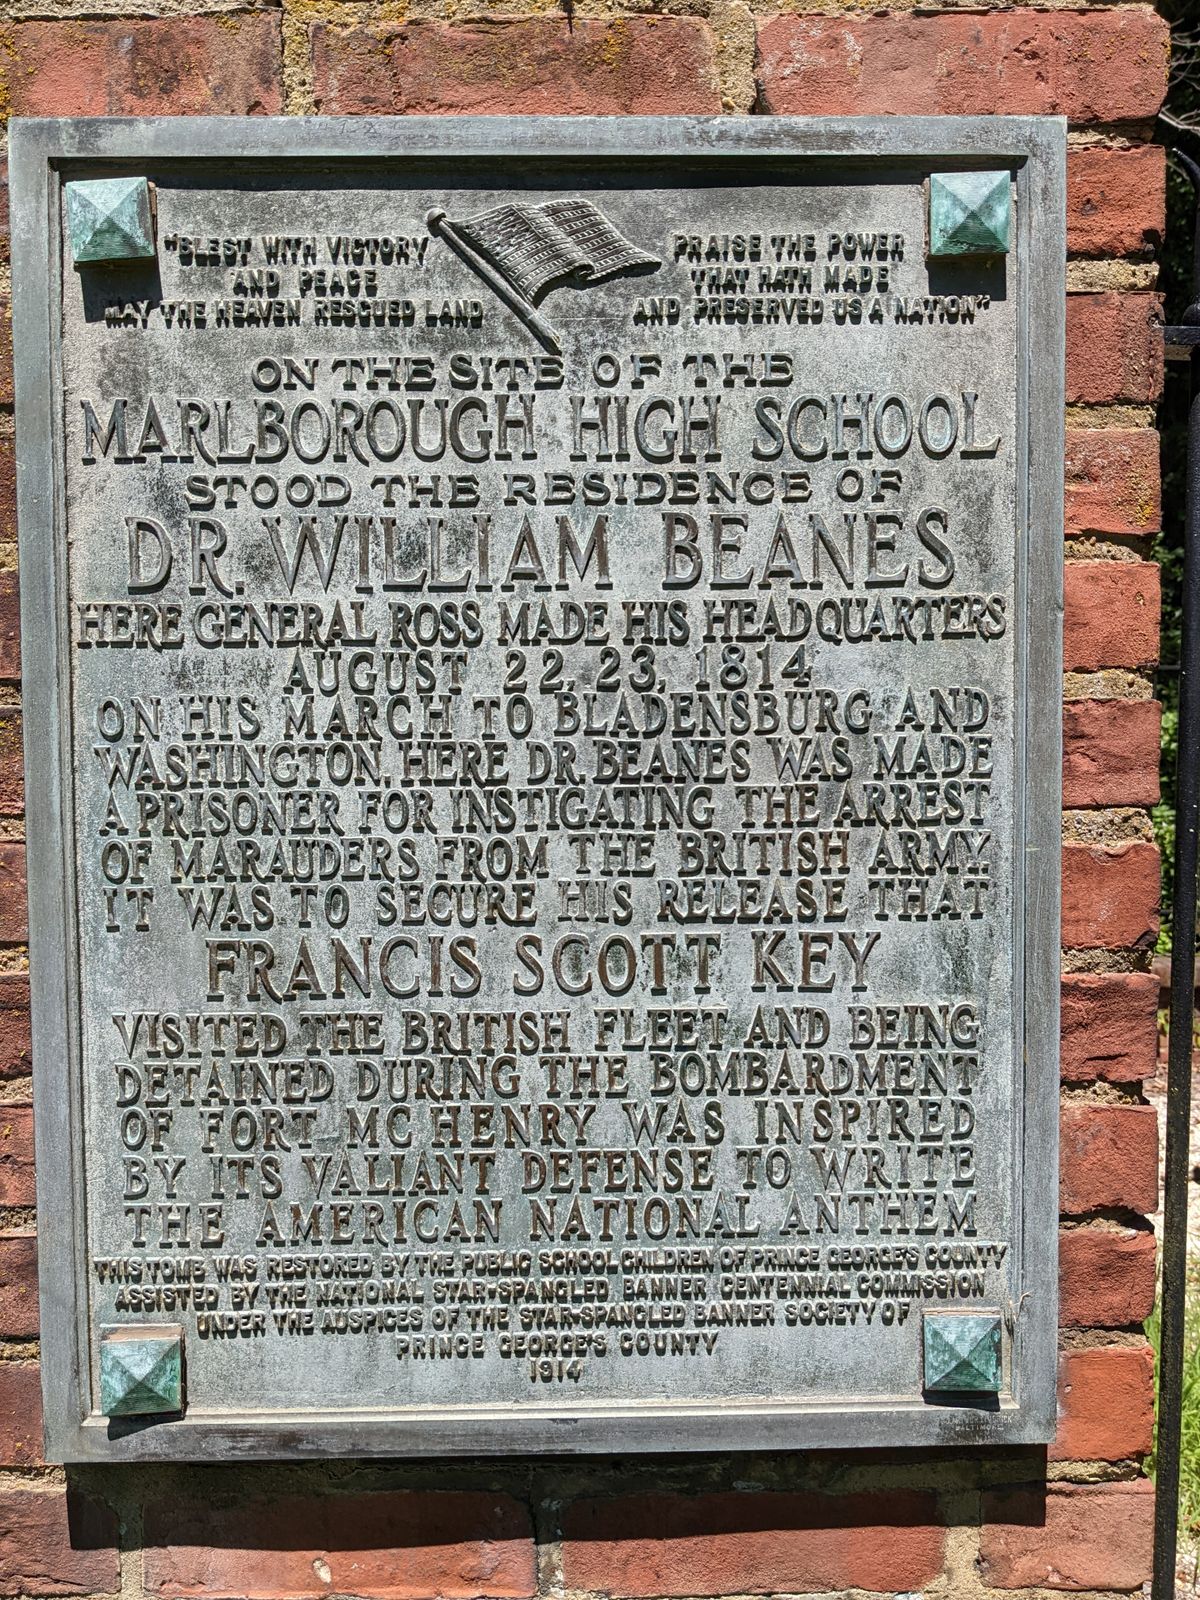 "BLEST WITH VICTORY
AND PEACE
MAY THE HEAVEN RESCUED LAND
PRAISE THE POWER
THAT HATH MADE
AND PRESERVED US A NATION"
ON THE SITE OF THE
MARLBOROUGH HIGH SCHOOL
STOOD THE RESIDENCE OF
DR. WILLIAM BEANES
HERE GENERAL ROSS MADE HIS HEADQUARTERS
AUGUST 22, 23, 1814
ON HIS MARCH TO BLADENSBURG AND
WASHINGTON. HERE DR. BEANES WAS MADE
A PRISONER FOR INSTIGATING THE ARREST
OF MARAUDERS FROM THE BRITISH ARMY.
IT WAS TO SECURE HIS RELEASE THAT
FRANCIS SCOTT KEY
VISITED THE BRITISH FLEET AND BEING
DETAINED DURING THE BOMBARDMENT
OF FORT MC HENRY WAS INSPIRED
BY ITS VALIANT DEFENSE TO WRITE
THE AMERICAN NATIONAL ANTHEM
THIS TOMB WAS RESTORED BY THE PUBLIC SCHOOL CHILDREN OF PRINCE GEORGE'S COUNTY
ASSISTED BY THE NATIONAL STAR-SPANGLED BANNER CENTENNIAL COMMISSION
UNDER THE AUSPICES OF THE STAR-SPANGLED BANNER SOCIETY OF
PRINCE GEORGE'S COUNTY
1914